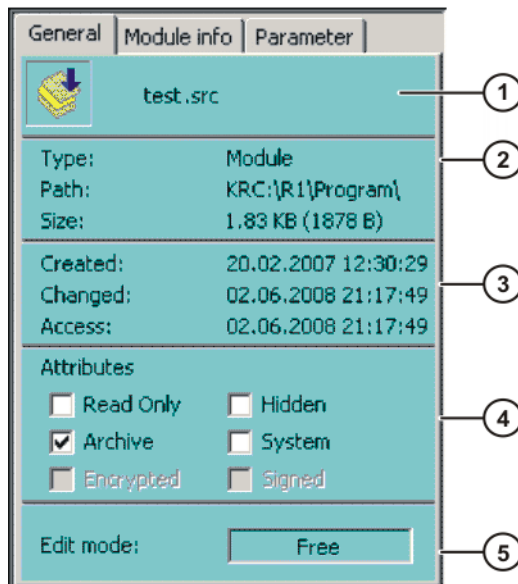 General Module info Parameter
test.src 1
Type: Module 2
Path: KRC:\R1\Program\
Size: 1.83 KB (1878 B)
Created: 20.02.2007 12:30:29
Changed: 02.06.2008 21:17:49 3
Access: 02.06.2008 21:17:49
Attributes
Read Only Hidden
Archive System 4
Encrypted Signed
Edit mode: Free 5